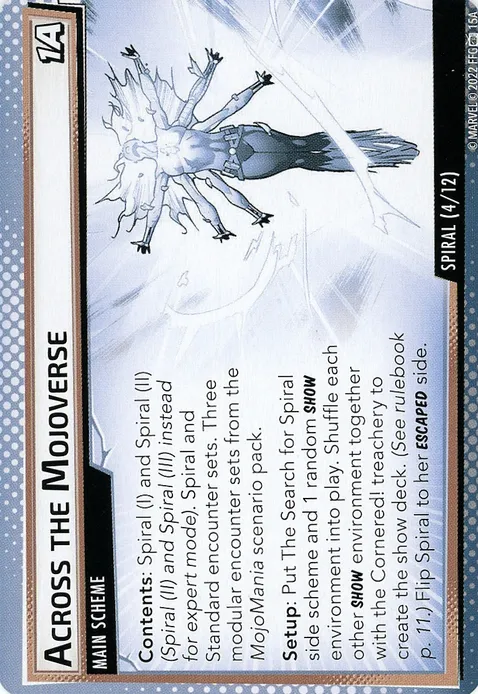 ACROSS THE MOJOVERSE
1A
MAIN SCHEME
Contents: Spiral (I) and Spiral (II)
(Spiral (II) and Spiral (III) instead
for expert mode). Spiral and
Standard encounter sets. Three
modular encounter sets from the
MojoMania scenario pack.
Setup: Put The Search for Spiral
side scheme and 1 random SHOW
environment into play. Shuffle each
other SHOW environment together
with the Cornered! treachery to
create the show deck. (See rulebook
p. 11.) Flip Spiral to her ESCAPED side.
SPIRAL (4/12)
© MARVEL © 2022 FFG